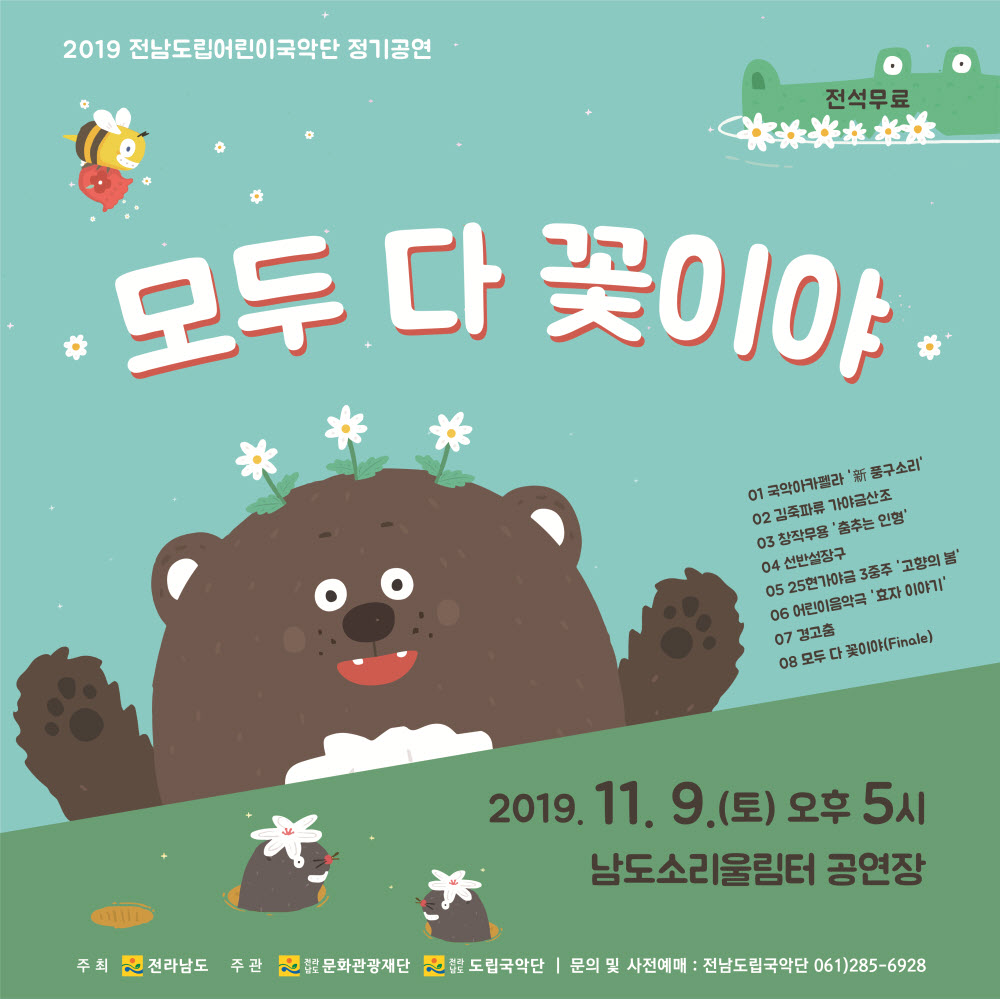 2019 전남도립어린이국악단 정기공연
전석무료
모두 다 꽃이야
01 국악아카펠라 '新 풍구소리'
02 김죽파류 가야금산조
03 창작무용 '춤추는 인형'
04 선반설장구
05 25현가야금 3중주 '고향의 봄'
06 어린이음악극 '효자 이야기'
07 경고춤
08 모두 다 꽃이야(Finale)
2019. 11. 9.(토) 오후 5시
남도소리울림터 공연장
주최 전라남도 주관 전라남도 문화관광재단 전라남도 도립국악단 | 문의 및 사전예매 : 전남도립국악단 061)285-6928